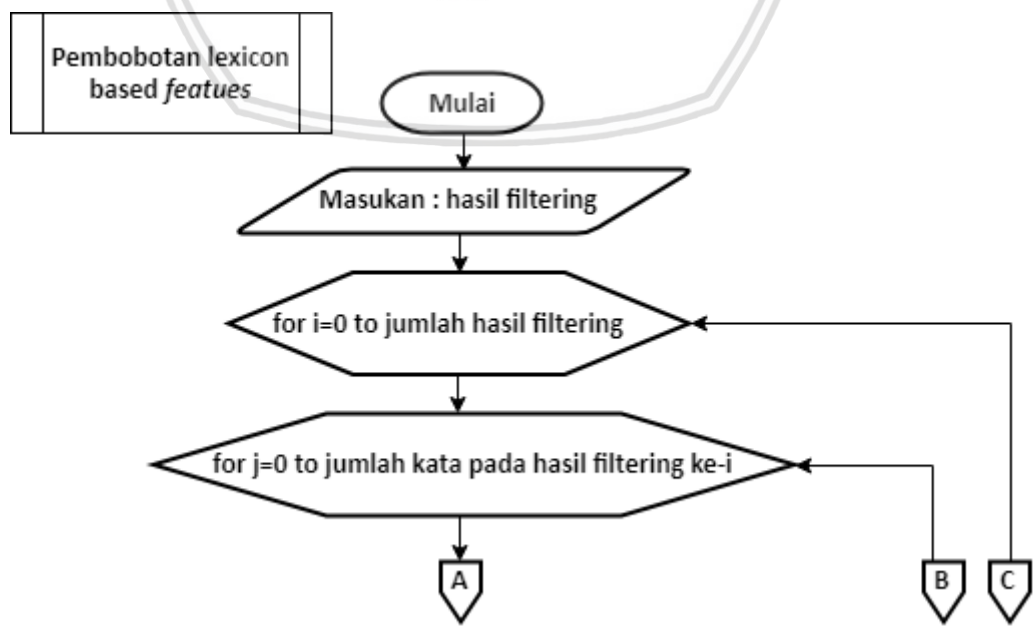 Pembobotan lexicon
based featues
Mulai
Masukan : hasil filtering
for i=0 to jumlah hasil filtering
for j=0 to jumlah kata pada hasil filtering ke-i
A
B
C